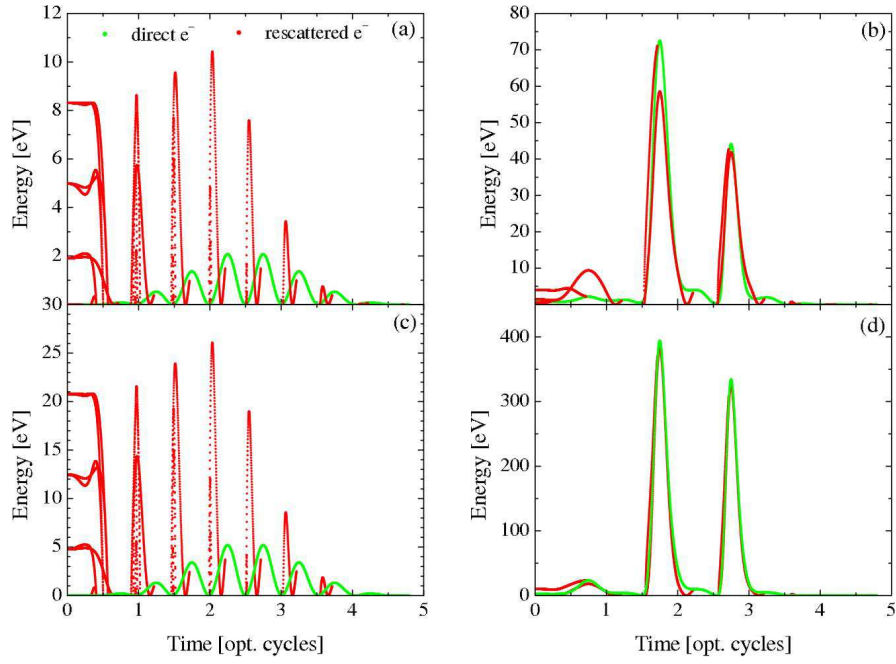 direct e⁻ rescattered e⁻ (a)
12
10
8
6
4
2
Energy [eV]
(b)
80
70
60
50
40
30
20
10
Energy [eV]
(c)
30
25
20
15
10
5
0
Energy [eV]
0 1 2 3 4 5
Time [opt. cycles]
(d)
400
300
200
100
0
Energy [eV]
0 1 2 3 4 5
Time [opt. cycles]